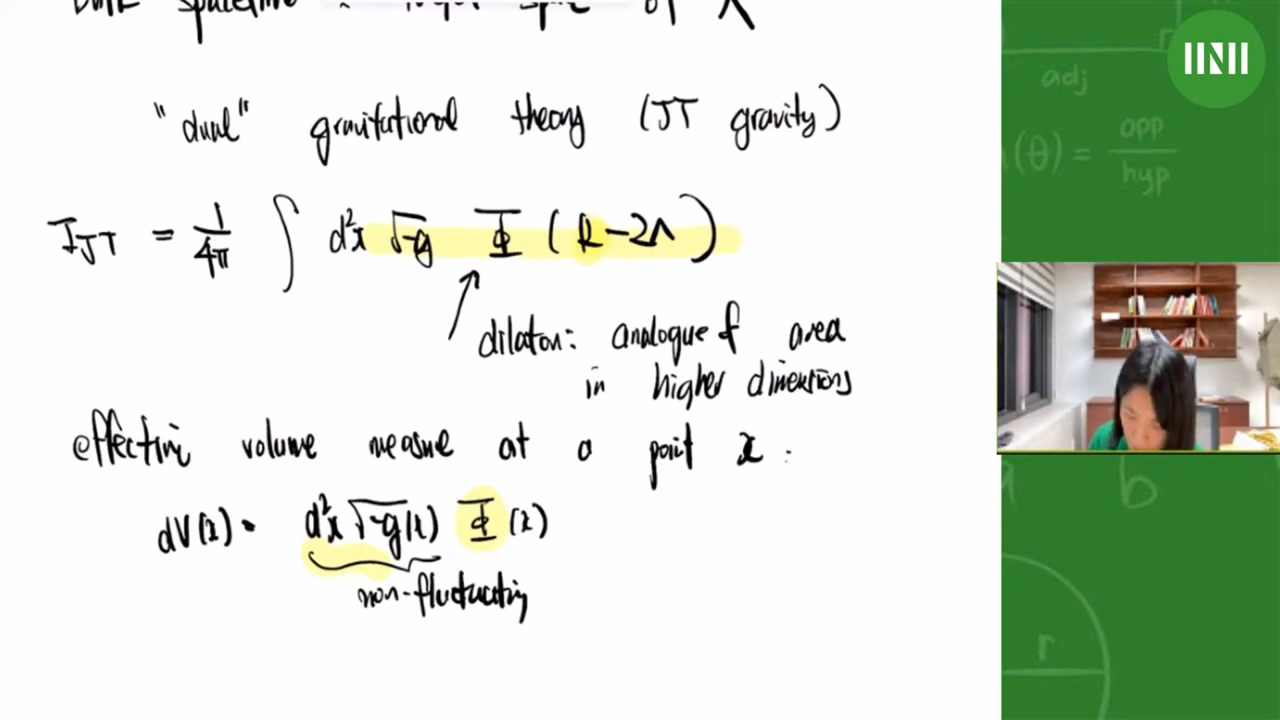 "dual" gravitational theory (JT gravity)
I_JT = 1/4π ∫ d²x √-g Φ (R-2Λ)
dilaton: analogue of area
in higher dimensions
effective volume measure at a point x:
dV(x) = d²x √-g(x) Φ(x)
non-fluctuating
adj
(θ) = opp/hyp
b
r